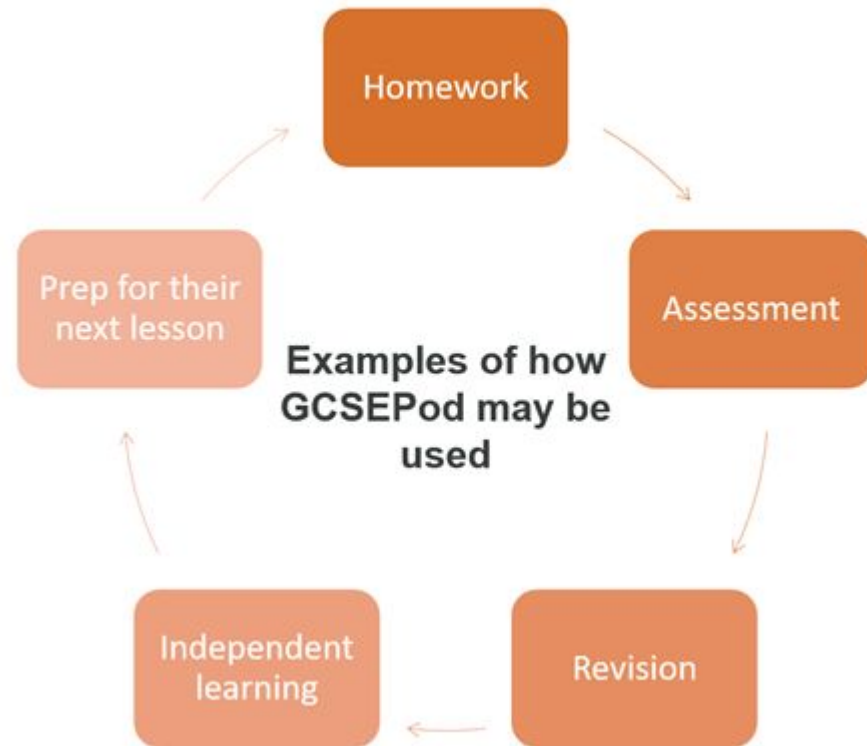 Homework
Assessment
Revision
Independent
learning
Prep for their
next lesson
Examples of how
GCSEPod may be
used